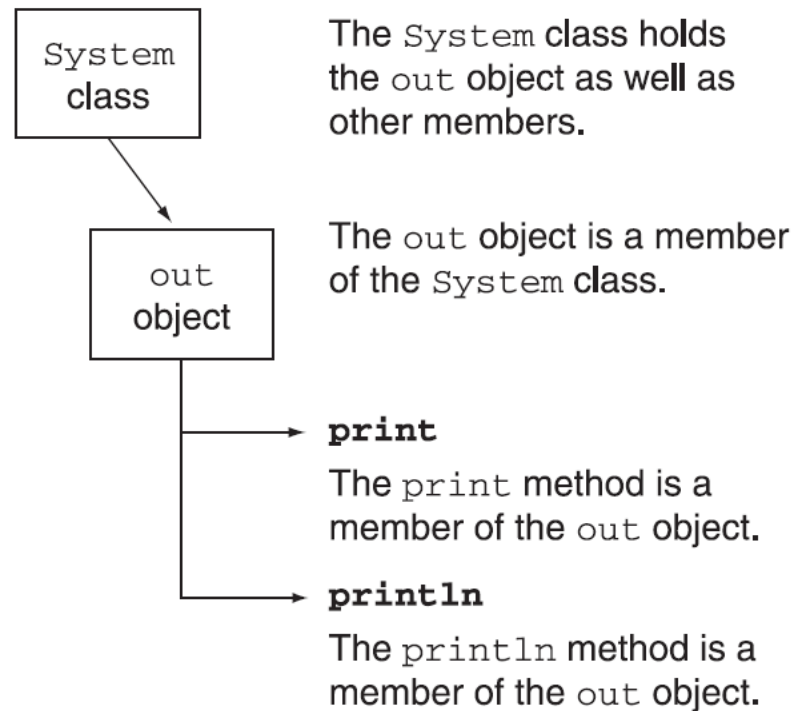 System
class
The System class holds
the out object as well as
other members.
out
object
The out object is a member
of the System class.
print
The print method is a
member of the out object.
println
The println method is a
member of the out object.